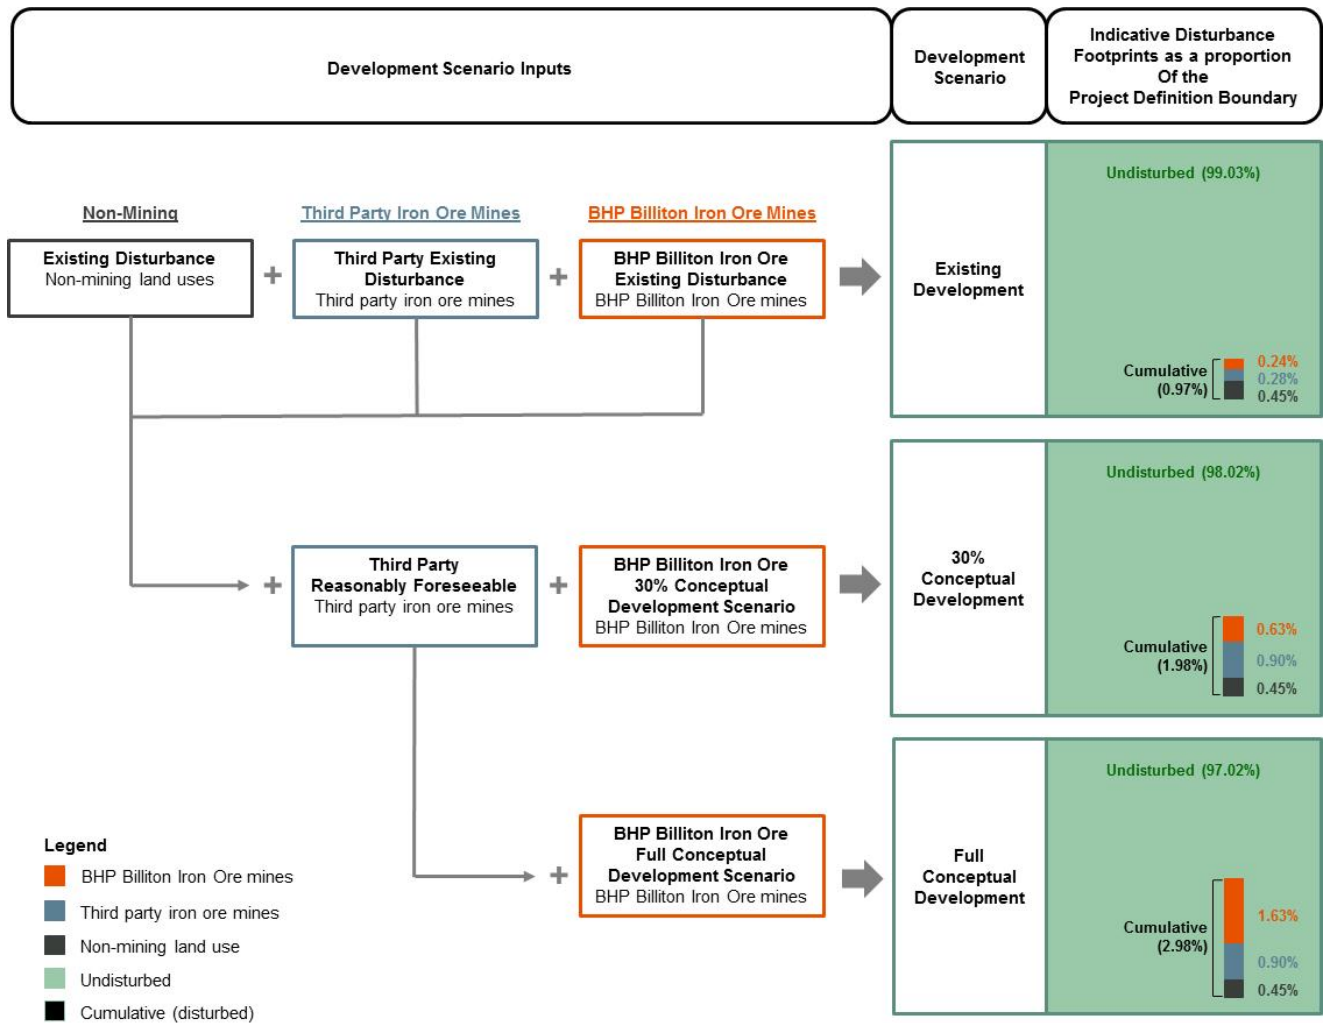 Development Scenario Inputs
Development
Scenario
Indicative Disturbance
Footprints as a proportion
Of the
Project Definition Boundary
Non-Mining
Third Party Iron Ore Mines
BHP Billiton Iron Ore Mines
Existing Disturbance
Non-mining land uses
+
Third Party Existing
Disturbance
Third party iron ore mines
+
BHP Billiton Iron Ore
Existing Disturbance
BHP Billiton Iron Ore mines
Existing
Development
Undisturbed (99.03%)
Cumulative
(0.97%)
0.24%
0.28%
0.45%
+
Third Party
Reasonably Foreseeable
Third party iron ore mines
+
BHP Billiton Iron Ore
30% Conceptual
Development Scenario
BHP Billiton Iron Ore mines
30%
Conceptual
Development
Undisturbed (98.02%)
Cumulative
(1.98%)
0.63%
0.90%
0.45%
+
BHP Billiton Iron Ore
Full Conceptual
Development Scenario
BHP Billiton Iron Ore mines
Full
Conceptual
Development
Undisturbed (97.02%)
Cumulative
(2.98%)
1.63%
0.90%
0.45%
Legend
BHP Billiton Iron Ore mines
Third party iron ore mines
Non-mining land use
Undisturbed
Cumulative (disturbed)